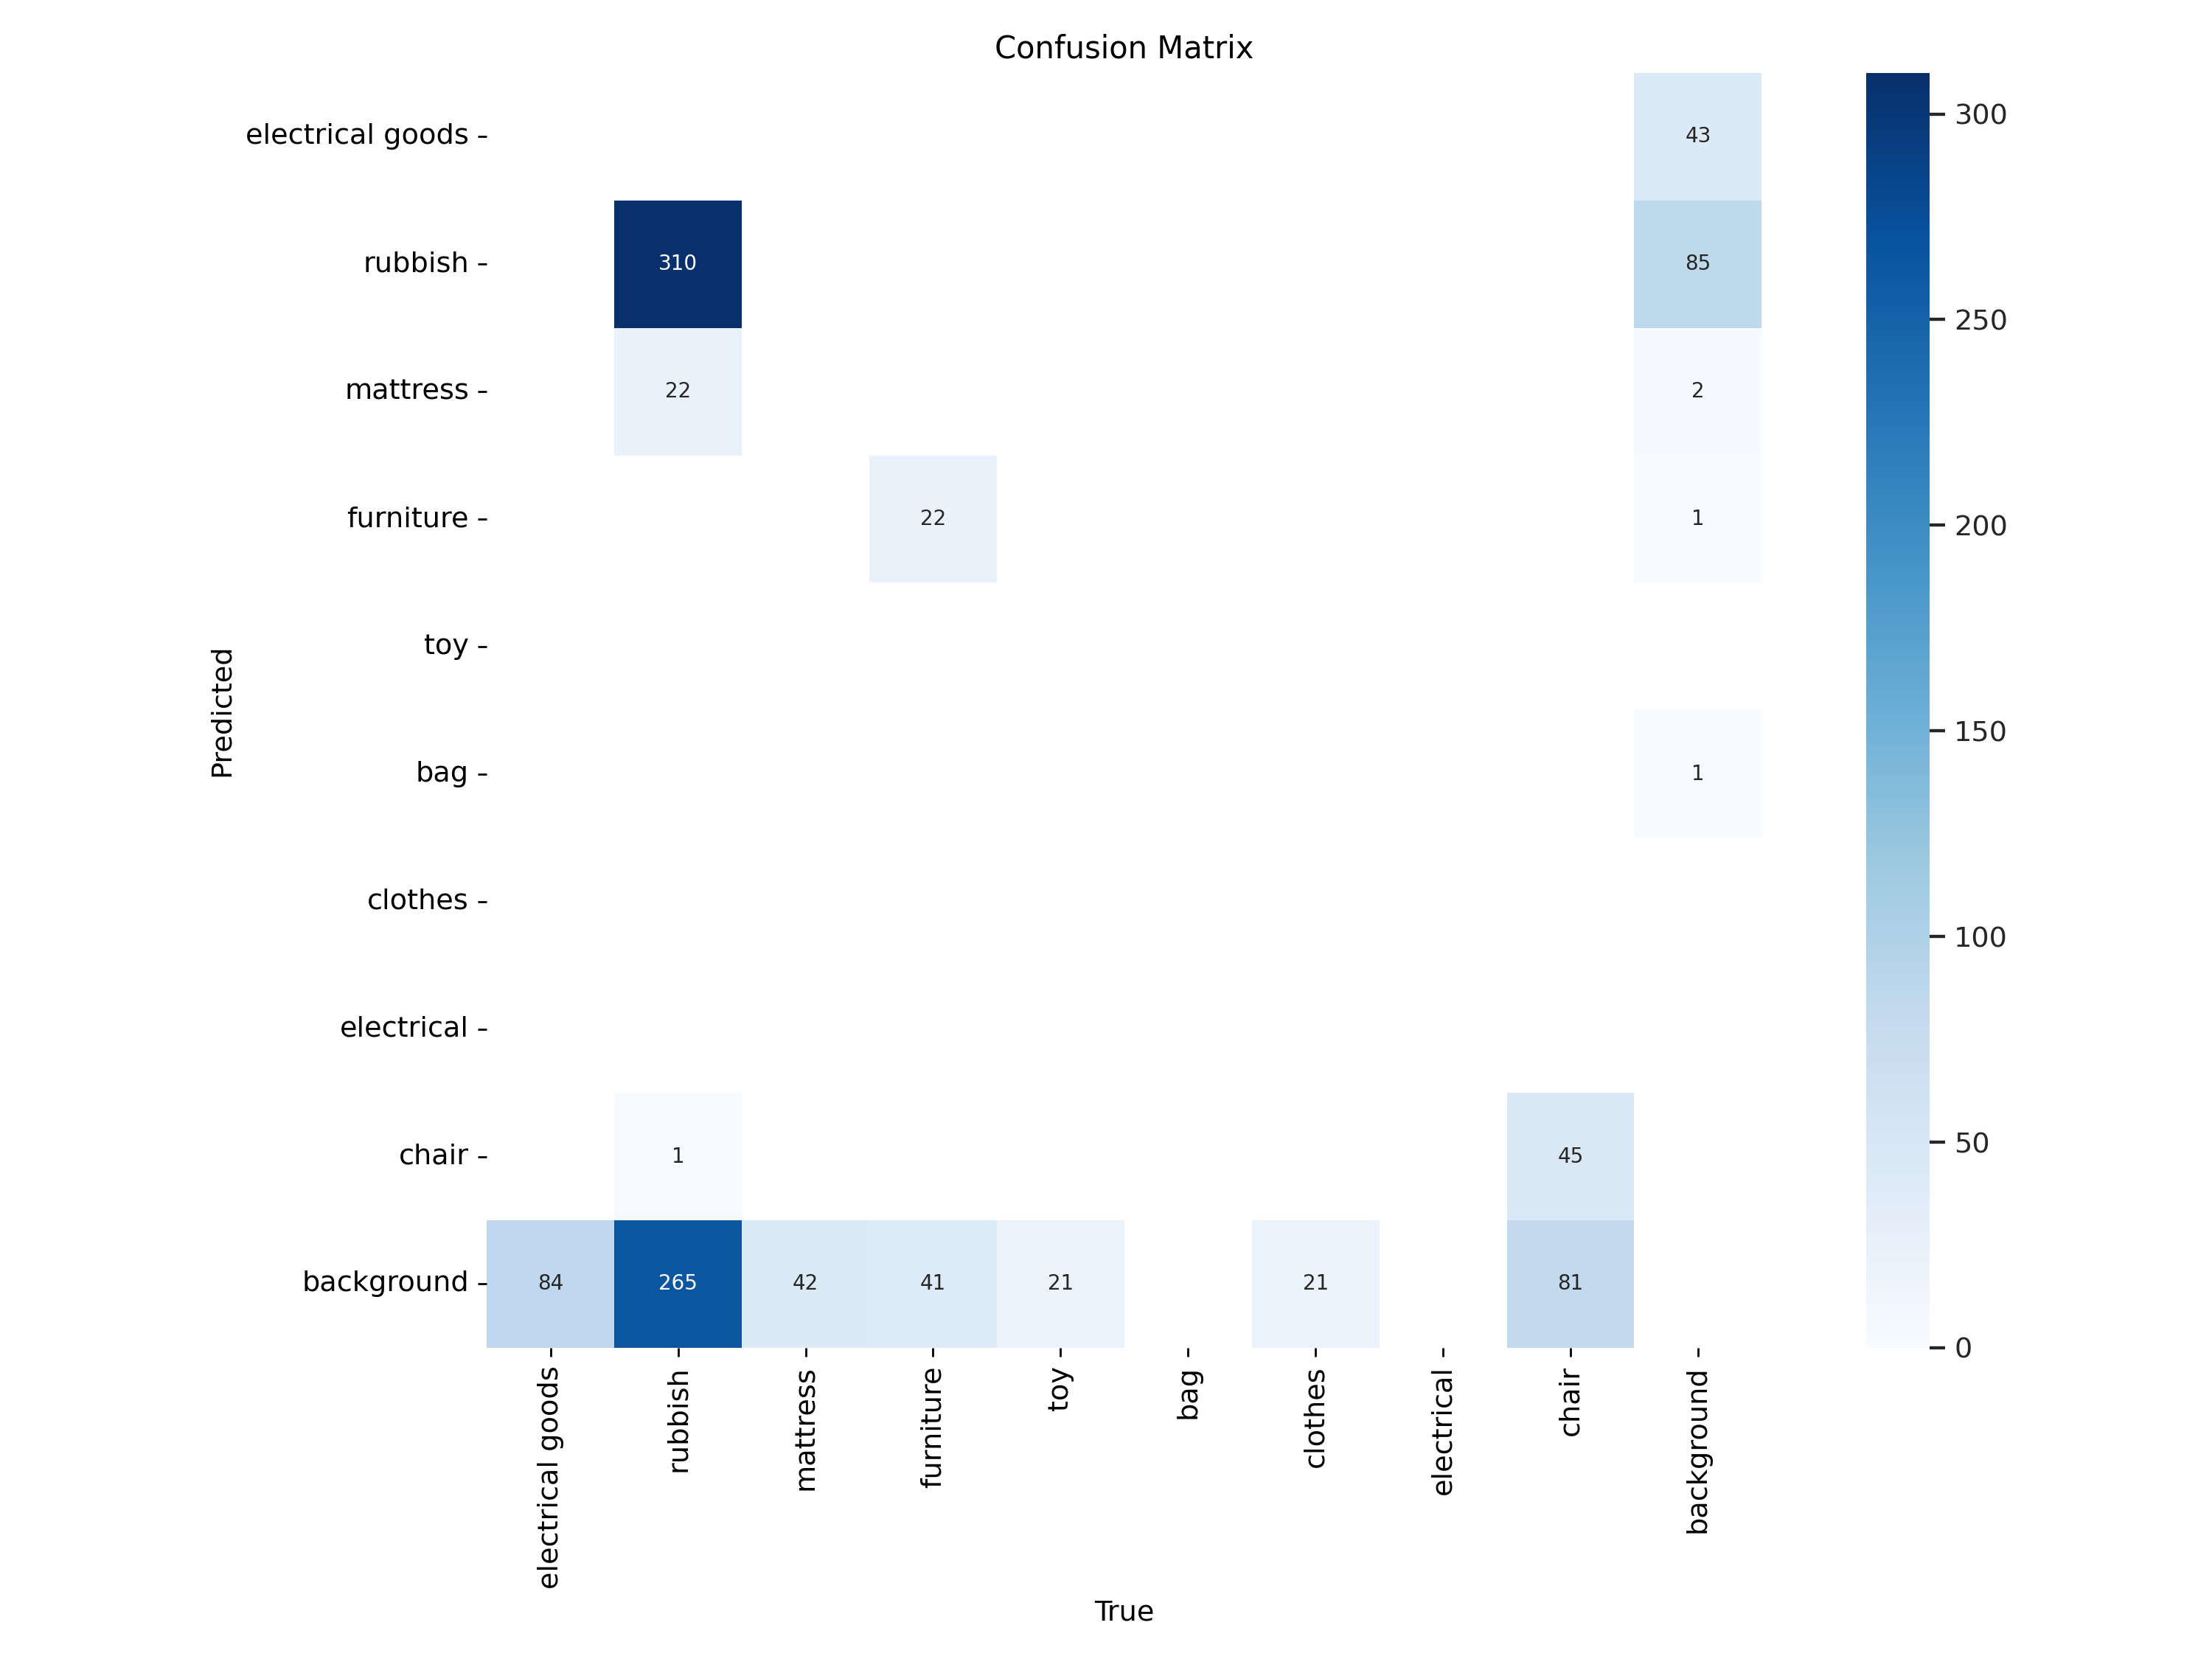 Confusion Matrix
electrical goods
43
300
rubbish
310
85
250
mattress
22
2
furniture
22
1
200
toy
Predicted
150
bag
1
clothes
100
electrical
chair
1
45
50
background
84
265
42
41
21
21
81
0
electrical goods
rubbish
mattress
furniture
toy
bag
clothes
electrical
chair
background
True